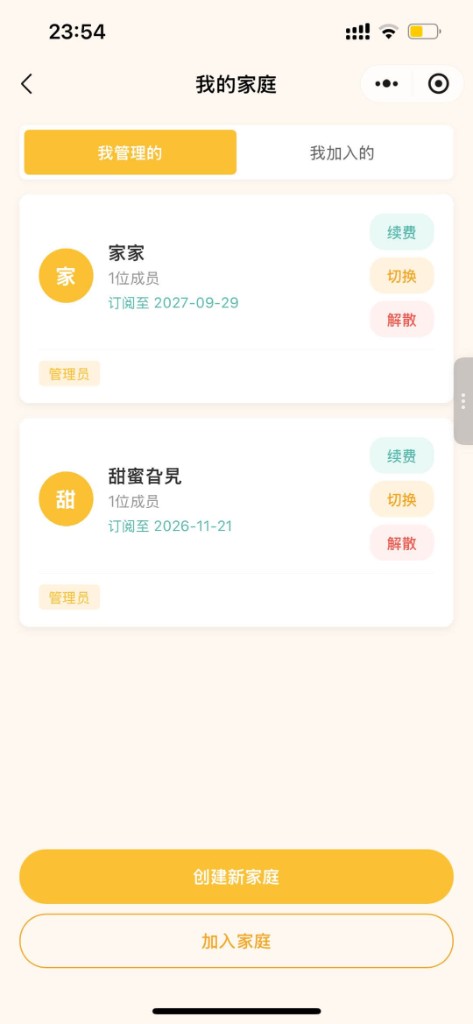 23:54
我的家庭
我管理的
我加入的
家
家家
1位成员
订阅至 2027-09-29
续费
切换
解散
管理员
甜
甜蜜旮旯
1位成员
订阅至 2026-11-21
续费
切换
解散
管理员
创建新家庭
加入家庭